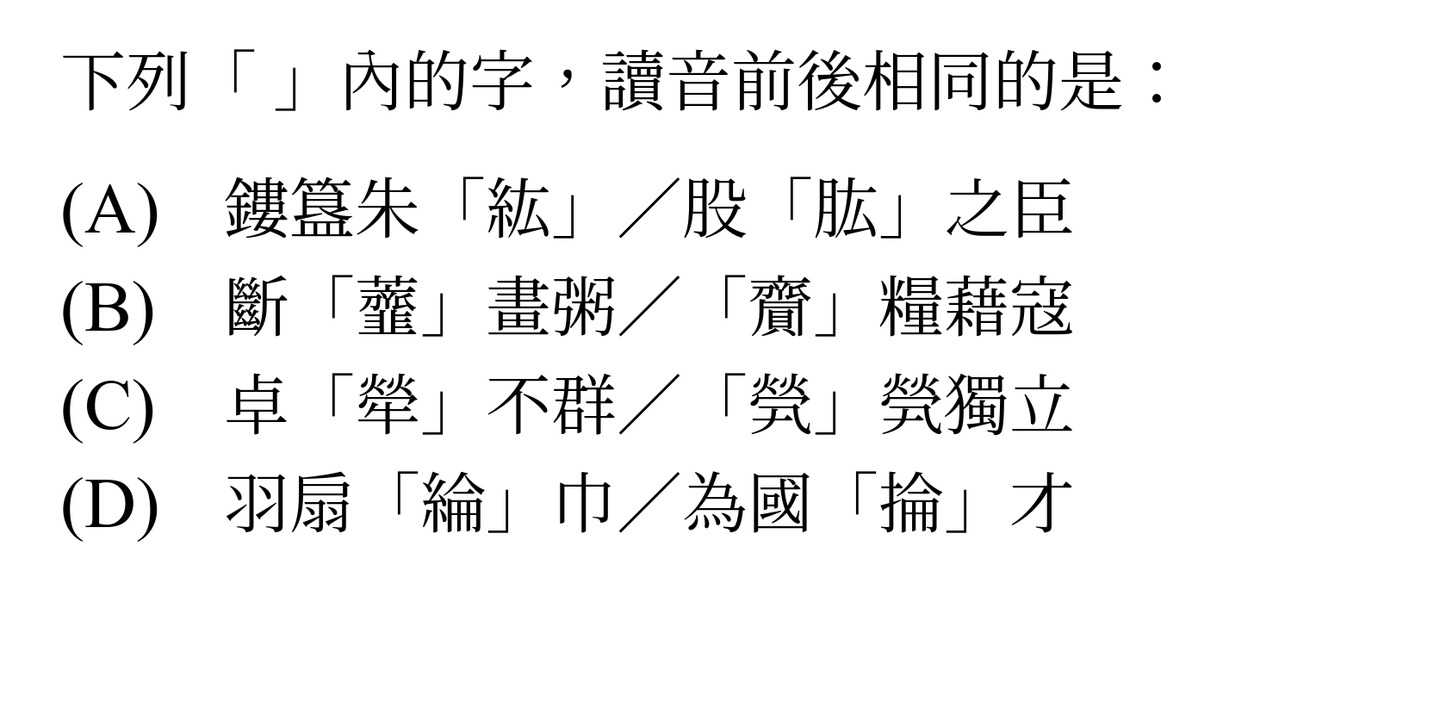 下列「 」內的字，讀音前後相同的是：
(A) 鏤簋朱「紘」／股「肱」之臣
(B) 斷「虀」畫粥／「齎」糧藉寇
(C) 卓「犖」不群／「煢」煢獨立
(D) 羽扇「綸」巾／為國「掄」才